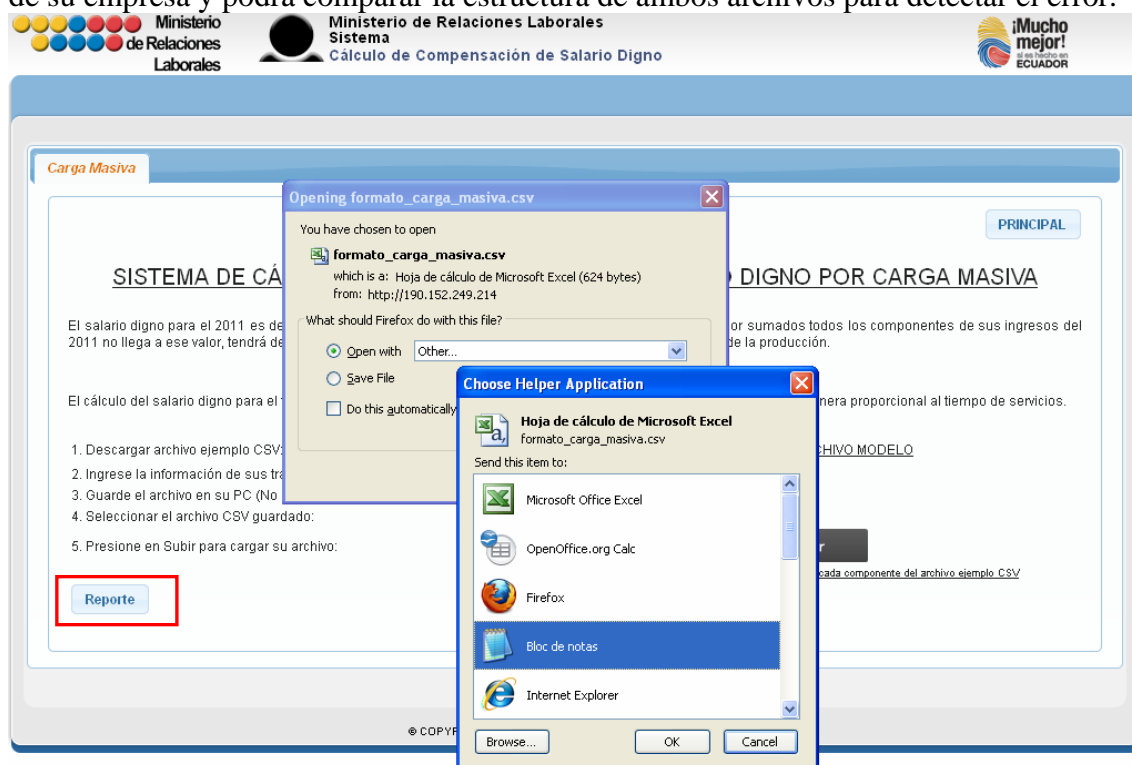 de su empresa y podrá comparar la estructura de ambos archivos para detectar el error.
Ministerio
de Relaciones
Laborales
Ministerio de Relaciones Laborales
Sistema
Cálculo de Compensación de Salario Digno
¡Mucho
mejor!
si es hecho en
ECUADOR
Carga Masiva
PRINCIPAL
SISTEMA DE CÁ
DIGNO POR CARGA MASIVA
El salario digno para el 2011 es de
or sumados todos los componentes de sus ingresos del
2011 no llega a ese valor, tendrá de
de la producción.
El cálculo del salario digno para el
nera proporcional al tiempo de servicios.
1. Descargar archivo ejemplo CSV:
CHIVO MODELO
2. Ingrese la información de sus tra
3. Guarde el archivo en su PC (No
4. Seleccionar el archivo CSV guardado:
5. Presione en Subir para cargar su archivo:
r
cada componente del archivo ejemplo CSV
Reporte
© COPYR
Opening formato_carga_masiva.csv
You have chosen to open
formato_carga_masiva.csv
which is a: Hoja de cálculo de Microsoft Excel (624 bytes)
from: http://190.152.249.214
What should Firefox do with this file?
Open with Other...
Save File
Do this automatically
Choose Helper Application
Hoja de cálculo de Microsoft Excel
formato_carga_masiva.csv
Send this item to:
Microsoft Office Excel
OpenOffice.org Calc
Firefox
Bloc de notas
Internet Explorer
Browse... OK Cancel